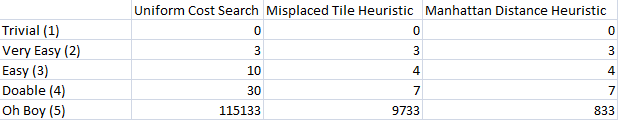 Uniform Cost Search Misplaced Tile Heuristic Manhattan Distance Heuristic
Trivial (1) 0 0 0
Very Easy (2) 3 3 3
Easy (3) 10 4 4
Doable (4) 30 7 7
Oh Boy (5) 115133 9733 833